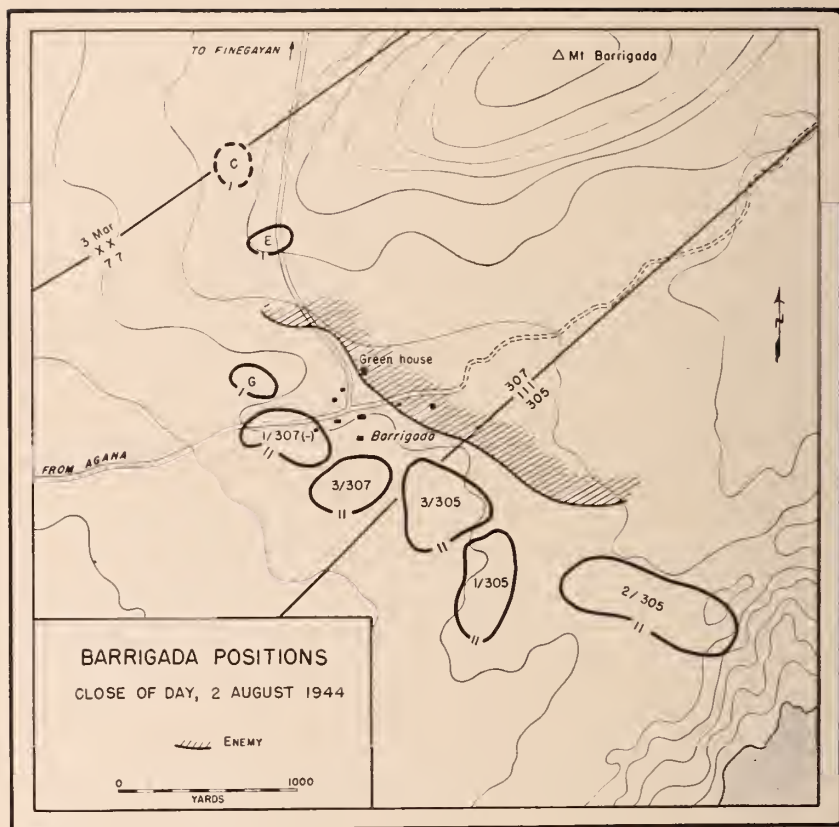 TO FINEGAYAN
Mt Barrigada
C
I
3 Mar
X X
77
E
I
Green house
307
III
305
G
I
1/307(-)
II
Barrigada
FROM AGANA
3/307
II
3/305
II
1/305
II
2/305
II
N
BARRIGADA POSITIONS
CLOSE OF DAY, 2 AUGUST 1944
ENEMY
0 1000
YARDS